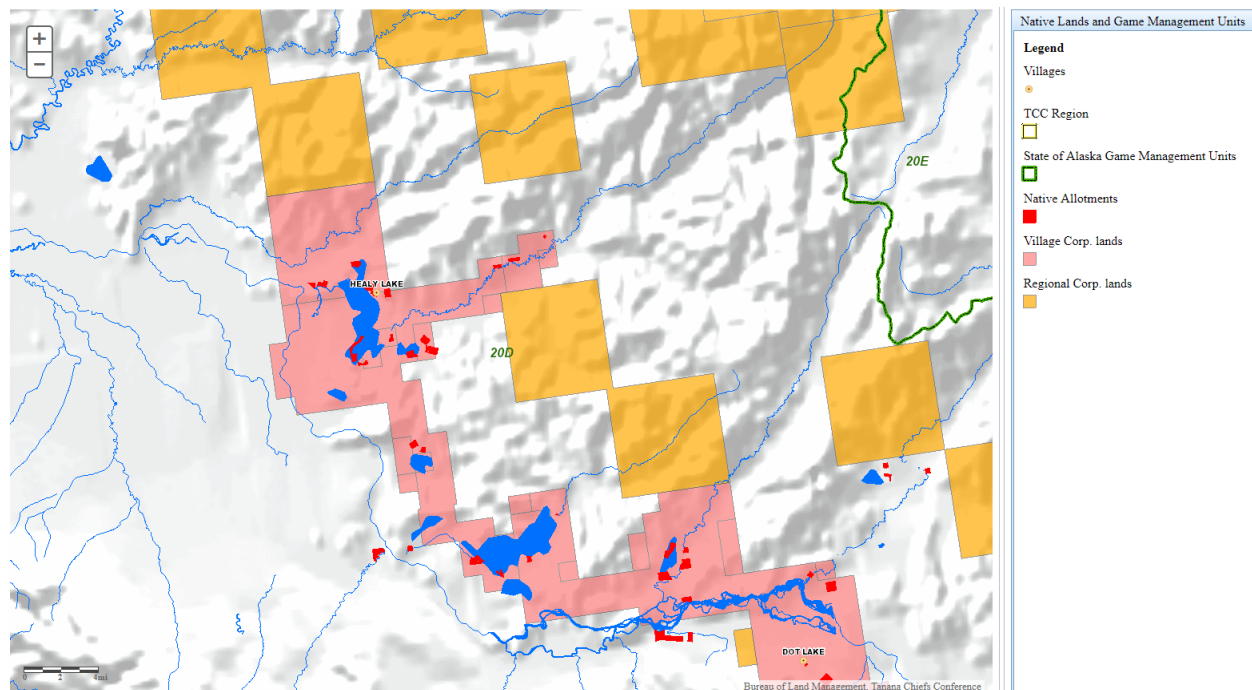 +
−
20E
HEALY LAKE
20D
DOT LAKE
0 2 4mi
Bureau of Land Management, Tanana Chiefs Conference
Native Lands and Game Management Units
Legend
Villages
TCC Region
State of Alaska Game Management Units
Native Allotments
Village Corp. lands
Regional Corp. lands